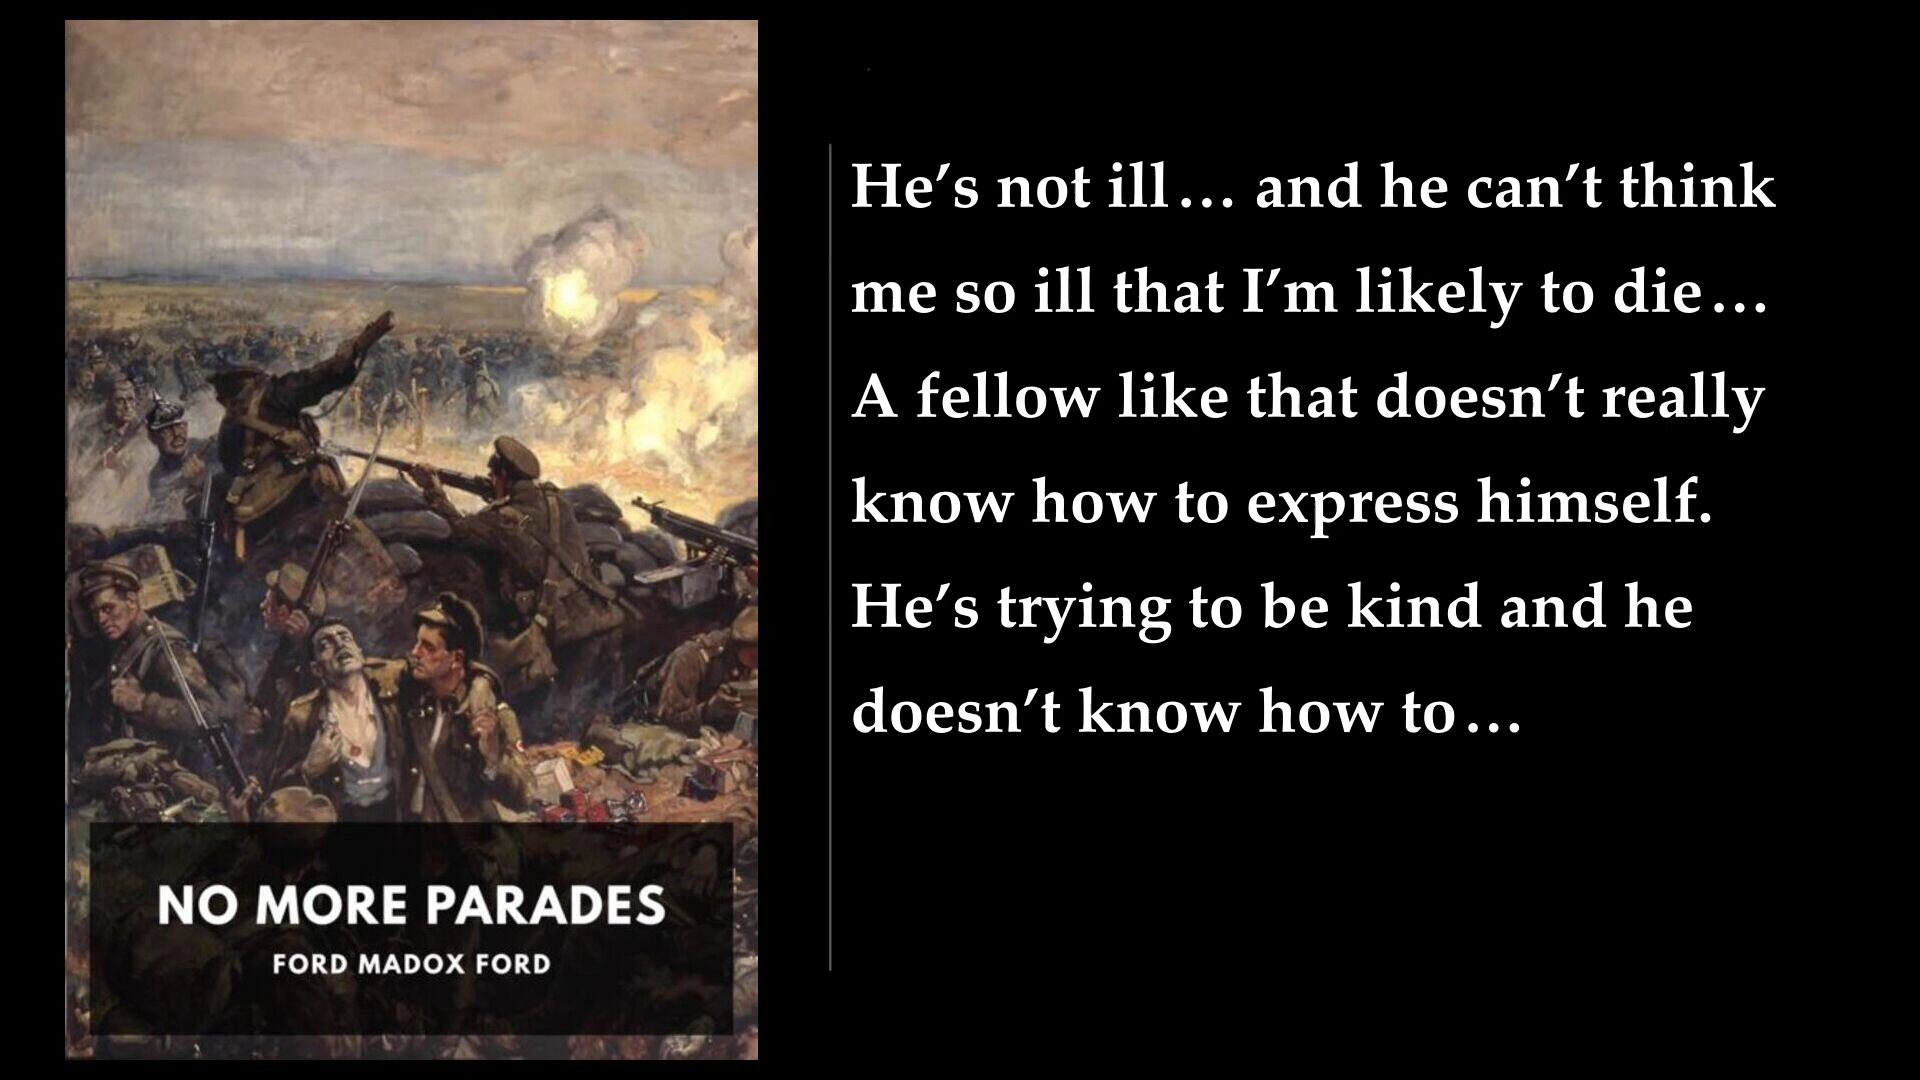 He’s not ill… and he can’t think
me so ill that I’m likely to die…
A fellow like that doesn’t really
know how to express himself.
He’s trying to be kind and he
doesn’t know how to…
NO MORE PARADES
FORD MADOX FORD